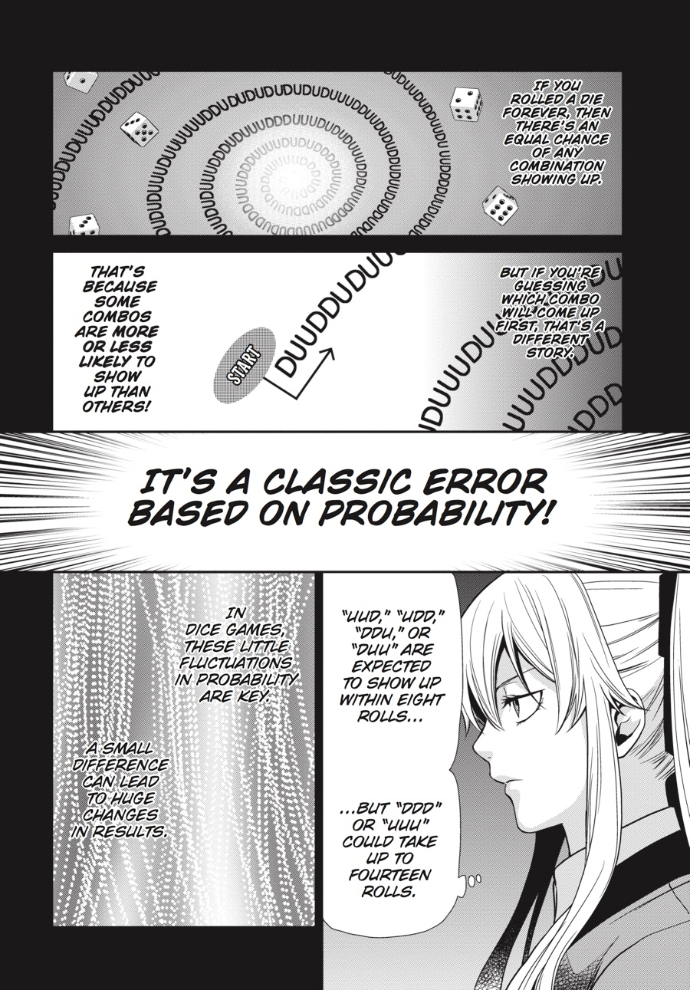 IF YOU
ROLLED A DIE
FOREVER, THEN
THERE'S AN
EQUAL CHANCE
OF ANY
COMBINATION
SHOWING UP.
BUT IF YOU'RE
GUESSING
WHICH COMBO
WILL COME UP
FIRST, THAT'S A
DIFFERENT
STORY.
START
DUUDDUDUUU
THAT'S
BECAUSE
SOME
COMBOS
ARE MORE
OR LESS
LIKELY TO
SHOW
UP THAN
OTHERS!
IT'S A CLASSIC ERROR
BASED ON PROBABILITY!
"UUD," "UDD,"
"DDU," OR
"DUU" ARE
EXPECTED
TO SHOW UP
WITHIN EIGHT
ROLLS...
...BUT "DDD"
OR "UUU"
COULD TAKE
UP TO
FOURTEEN
ROLLS.
IN
DICE GAMES,
THESE LITTLE
FLUCTUATIONS
IN PROBABILITY
ARE KEY.
A SMALL
DIFFERENCE
CAN LEAD
TO HUGE
CHANGES
IN RESULTS.